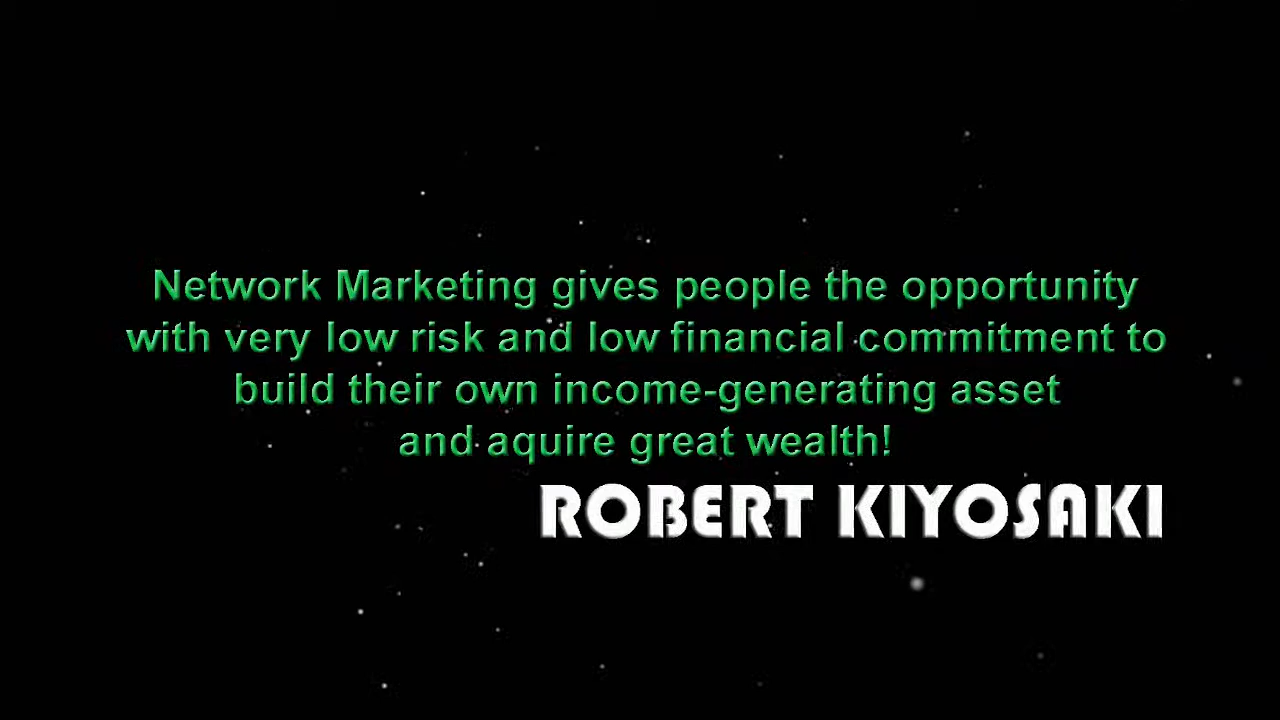 Network Marketing gives people the opportunity
with very low risk and low financial commitment to
build their own income-generating asset
and aquire great wealth!
ROBERT KIYOSAKI